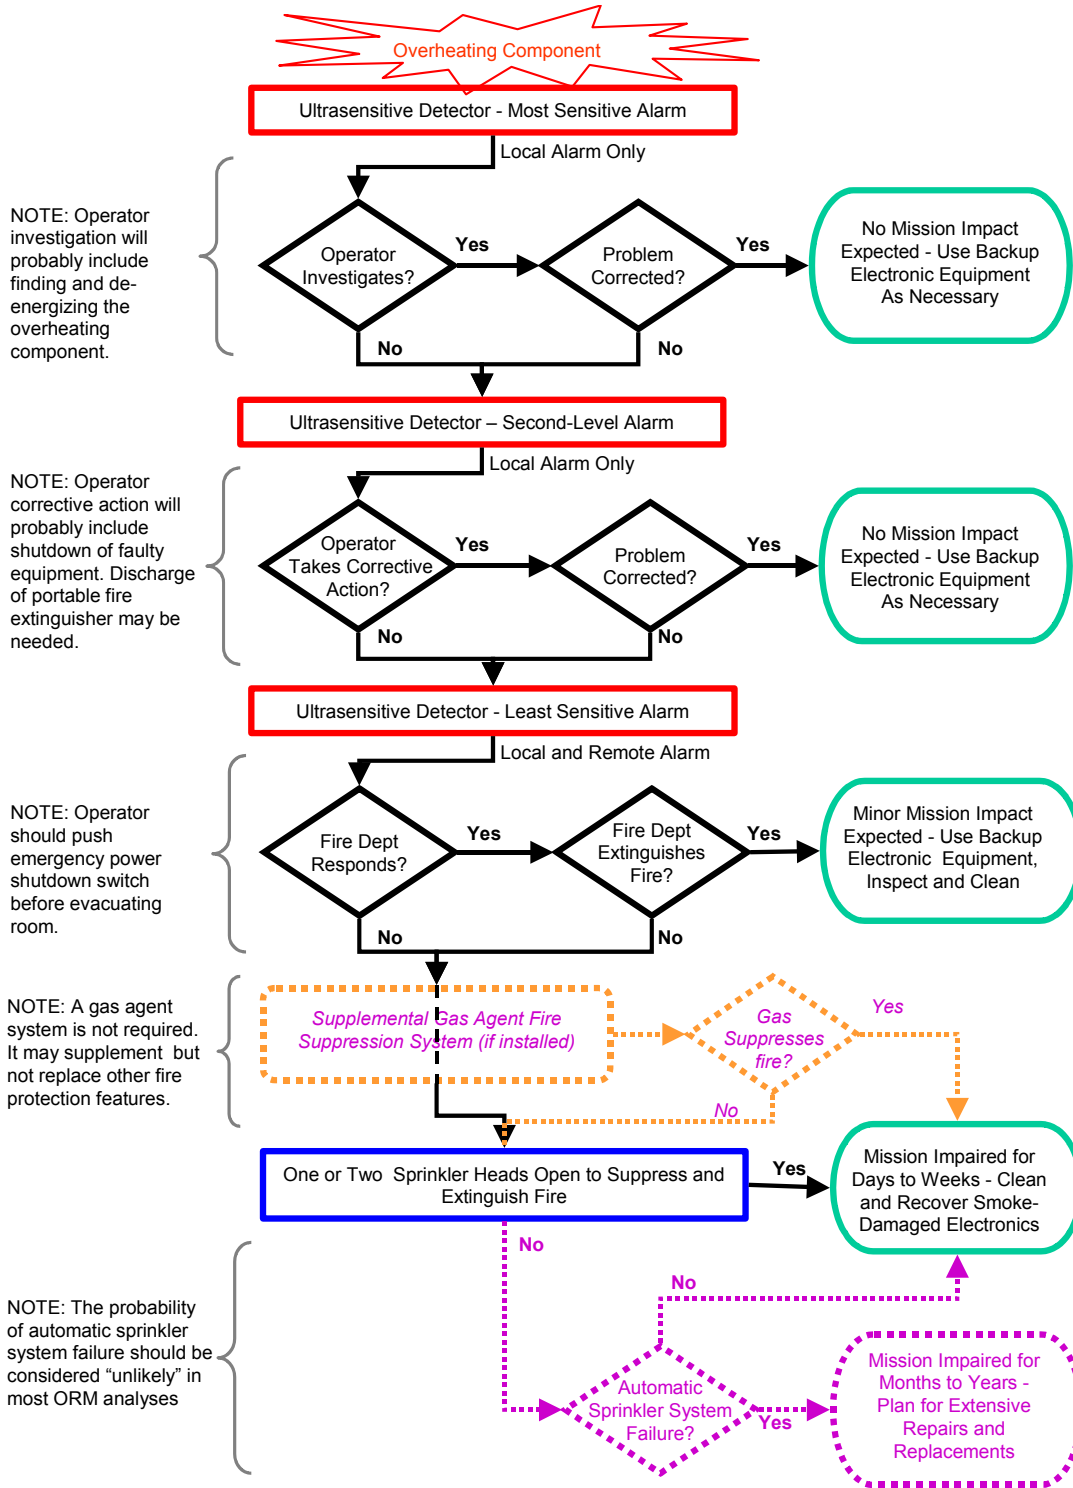 Overheating Component
Ultrasensitive Detector - Most Sensitive Alarm
Local Alarm Only
NOTE: Operator
investigation will
probably include
finding and de-
energizing the
overheating
component.
Operator
Investigates?
Yes
No
Problem
Corrected?
Yes
No
No Mission Impact
Expected - Use Backup
Electronic Equipment
As Necessary
Ultrasensitive Detector – Second-Level Alarm
Local Alarm Only
NOTE: Operator
corrective action will
probably include
shutdown of faulty
equipment. Discharge
of portable fire
extinguisher may be
needed.
Operator
Takes Corrective
Action?
Yes
No
Problem
Corrected?
Yes
No
No Mission Impact
Expected - Use Backup
Electronic Equipment
As Necessary
Ultrasensitive Detector - Least Sensitive Alarm
Local and Remote Alarm
NOTE: Operator
should push
emergency power
shutdown switch
before evacuating
room.
Fire Dept
Responds?
Yes
No
Fire Dept
Extinguishes
Fire?
Yes
No
Minor Mission Impact
Expected - Use Backup
Electronic Equipment,
Inspect and Clean
NOTE: A gas agent
system is not required.
It may supplement but
not replace other fire
protection features.
Supplemental Gas Agent Fire
Suppression System (if installed)
Gas
Suppresses
fire?
Yes
No
One or Two Sprinkler Heads Open to Suppress and
Extinguish Fire
Yes
No
Mission Impaired for
Days to Weeks - Clean
and Recover Smoke-
Damaged Electronics
NOTE: The probability
of automatic sprinkler
system failure should be
considered “unlikely” in
most ORM analyses
Automatic
Sprinkler System
Failure?
No
Yes
Mission Impaired for
Months to Years -
Plan for Extensive
Repairs and
Replacements